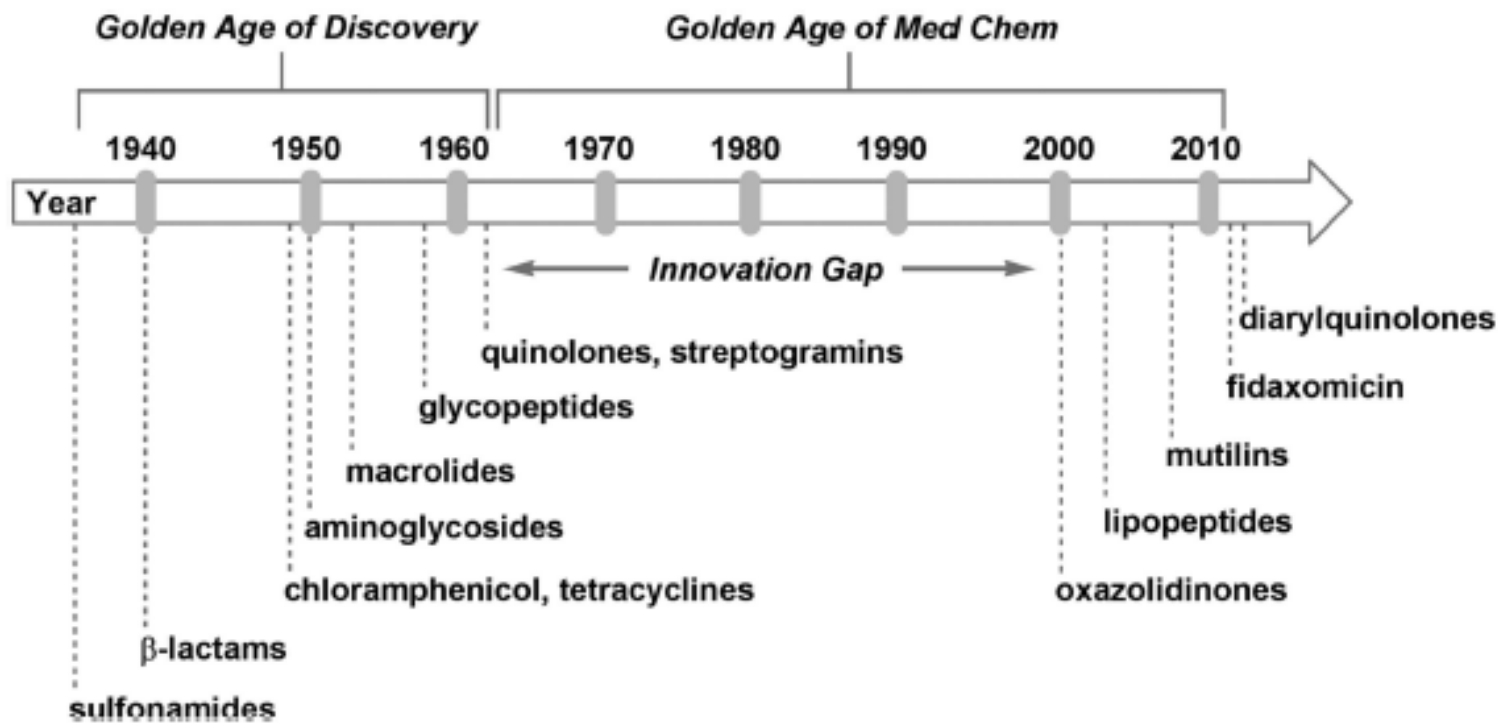 Golden Age of Discovery Golden Age of Med Chem
1940 1950 1960 1970 1980 1990 2000 2010
Year
Innovation Gap
diarylquinolones
quinolones, streptogramins
fidaxomicin
glycopeptides
mutilins
macrolides
lipopeptides
aminoglycosides
chloramphenicol, tetracyclines
oxazolidinones
β-lactams
sulfonamides